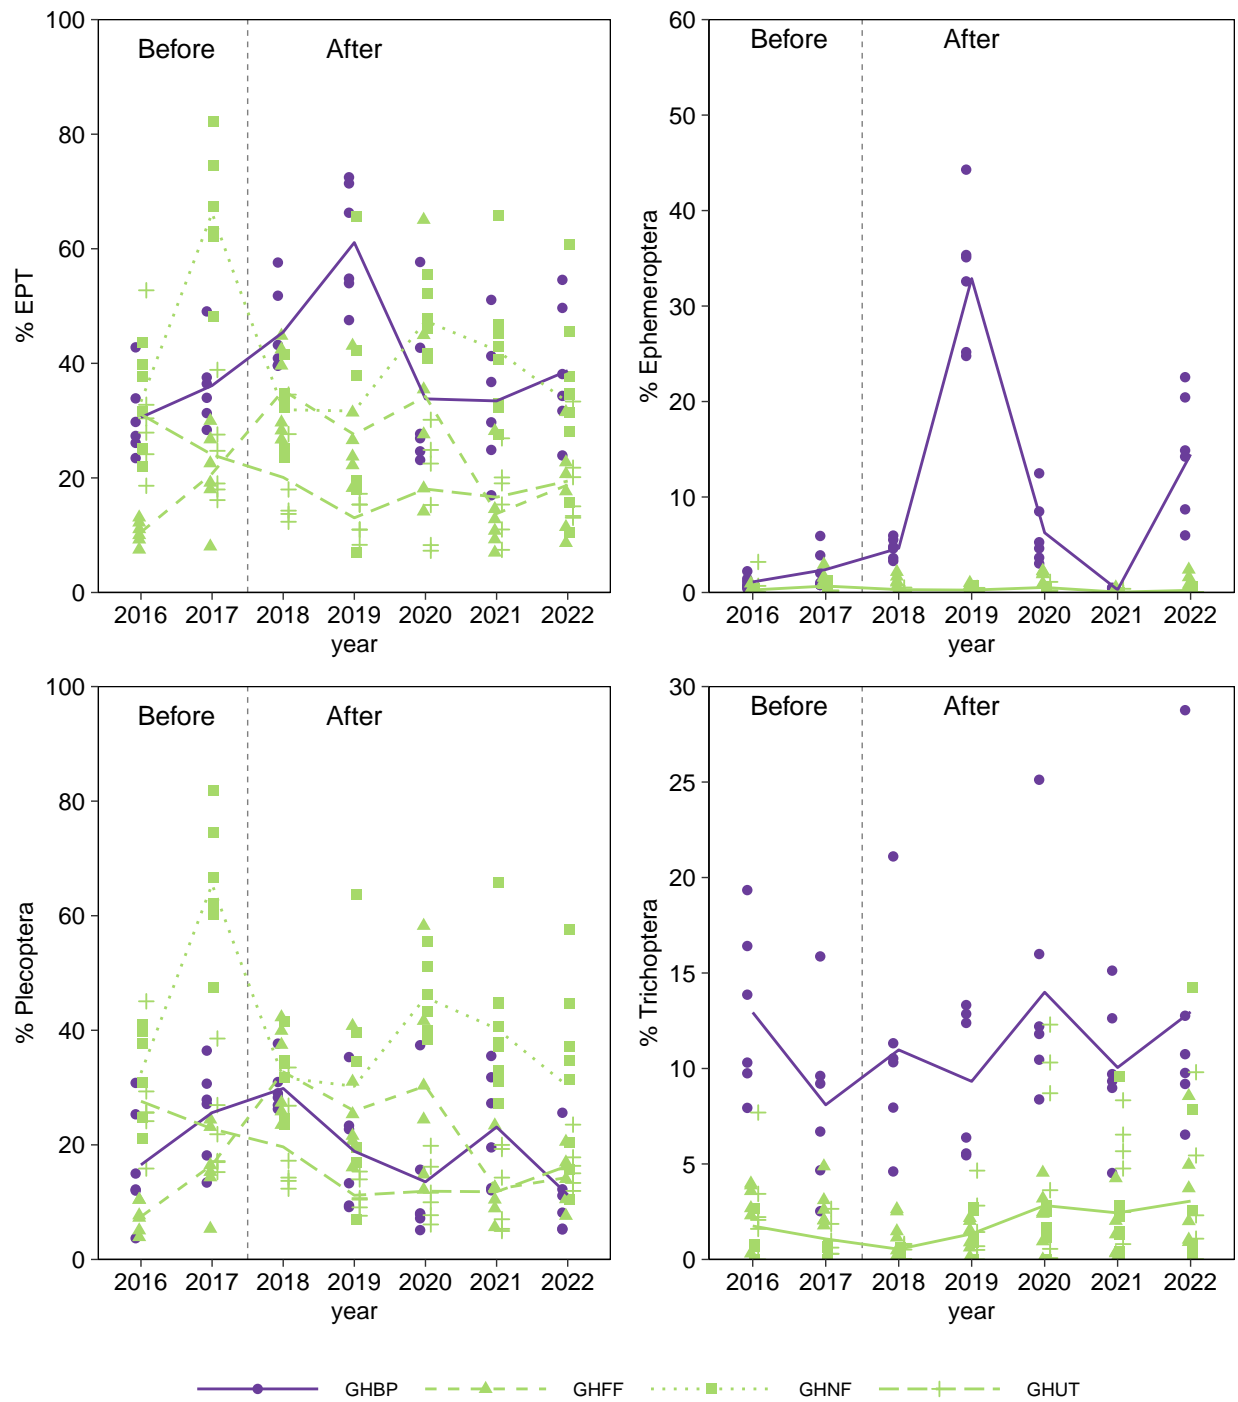 100
80
60
40
20
0
% EPT
Before
After
2016 2017 2018 2019 2020 2021 2022
year
60
50
40
30
20
10
0
% Ephemeroptera
Before
After
2016 2017 2018 2019 2020 2021 2022
year
100
80
60
40
20
0
% Plecoptera
Before
After
2016 2017 2018 2019 2020 2021 2022
year
30
25
20
15
10
5
0
% Trichoptera
Before
After
2016 2017 2018 2019 2020 2021 2022
year
GHBP GHFF GHNF GHUT